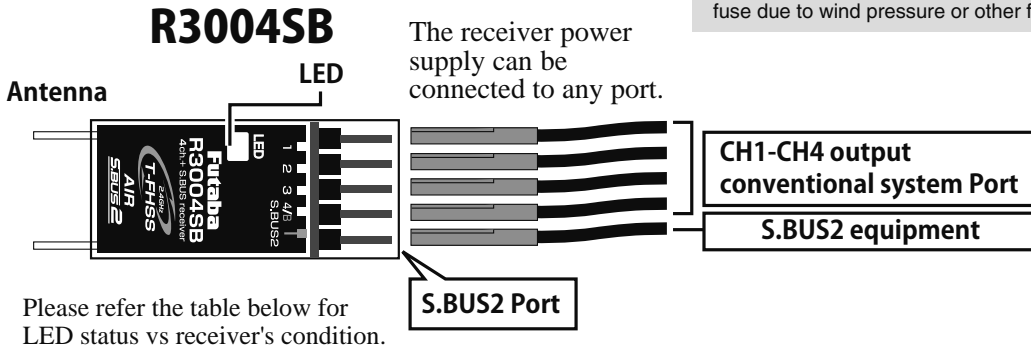 fuse due to wind pressure or other f
R3004SB
The receiver power
supply can be
connected to any port.
LED
Antenna
LED
1 2 3 4/B S.BUS2
Futaba
R3004SB
4ch.+ S.BUS receiver
2.4GHz
T-FHSS
AIR
S.BUS2
CH1-CH4 output
conventional system Port
S.BUS2 equipment
S.BUS2 Port
Please refer the table below for
LED status vs receiver's condition.